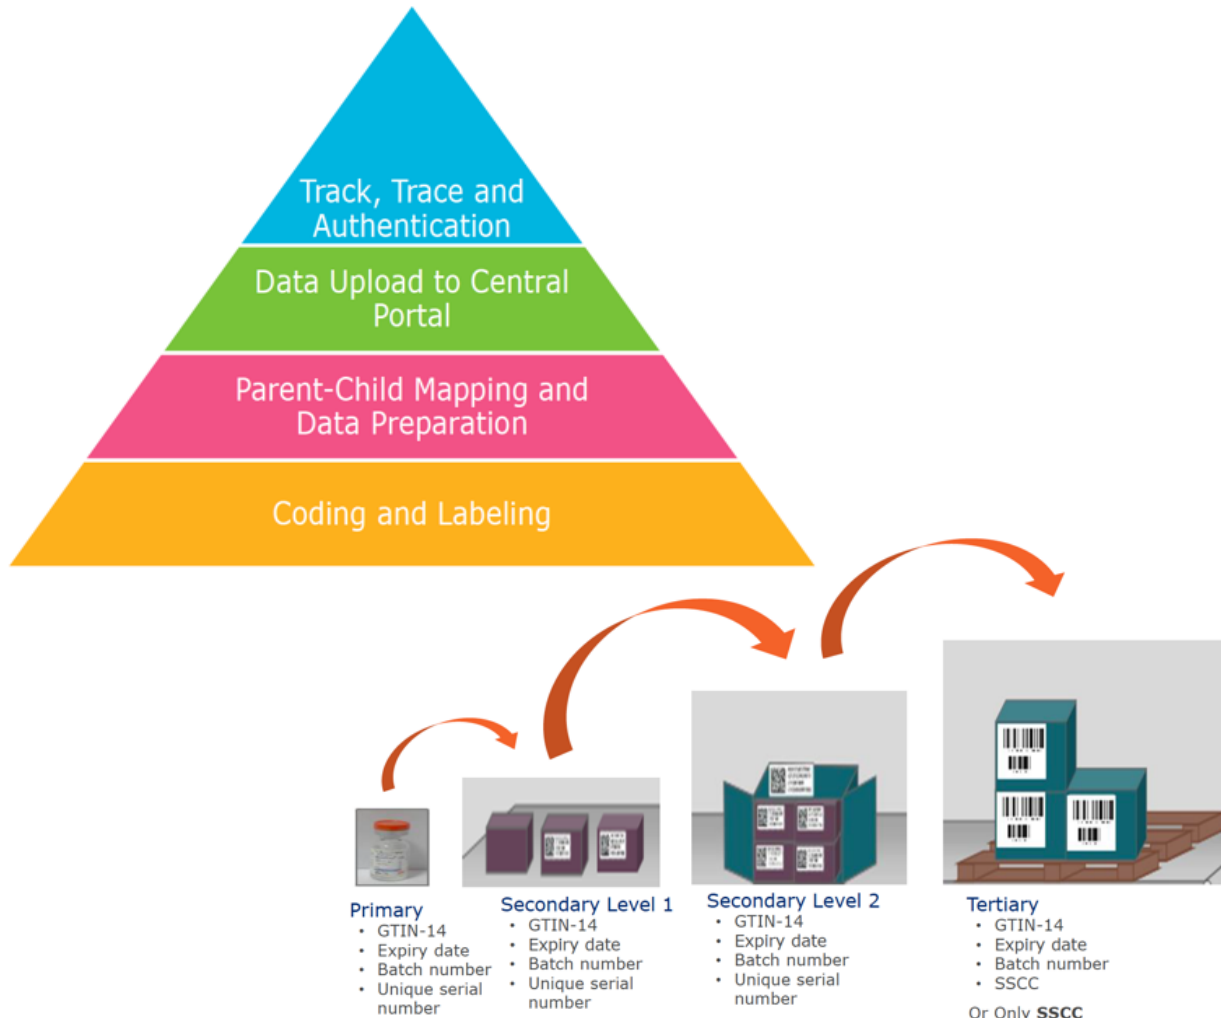 Track, Trace and
Authentication
Data Upload to Central
Portal
Parent-Child Mapping and
Data Preparation
Coding and Labeling
Primary
• GTIN-14
• Expiry date
• Batch number
• Unique serial
number
Secondary Level 1
• GTIN-14
• Expiry date
• Batch number
• Unique serial
number
Secondary Level 2
• GTIN-14
• Expiry date
• Batch number
• Unique serial
number
Tertiary
• GTIN-14
• Expiry date
• Batch number
• SSCC
Or Only SSCC